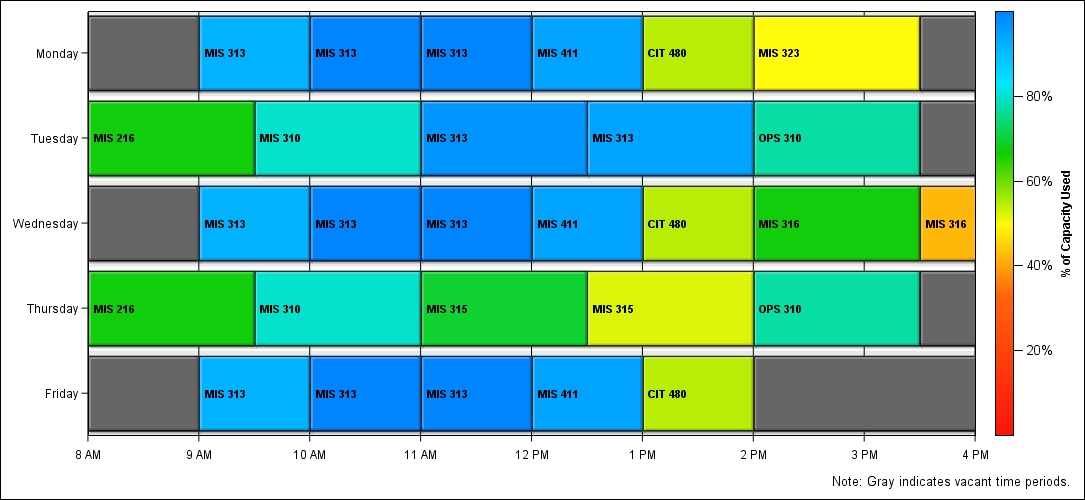 Monday
MIS 313
MIS 313
MIS 313
MIS 411
CIT 480
MIS 323
Tuesday
MIS 216
MIS 310
MIS 313
MIS 313
OPS 310
Wednesday
MIS 313
MIS 313
MIS 313
MIS 411
CIT 480
MIS 316
MIS 316
Thursday
MIS 216
MIS 310
MIS 315
MIS 315
OPS 310
Friday
MIS 313
MIS 313
MIS 313
MIS 411
CIT 480
8 AM
9 AM
10 AM
11 AM
12 PM
1 PM
2 PM
3 PM
4 PM
80%
60%
40%
20%
% of Capacity Used
Note: Gray indicates vacant time periods.